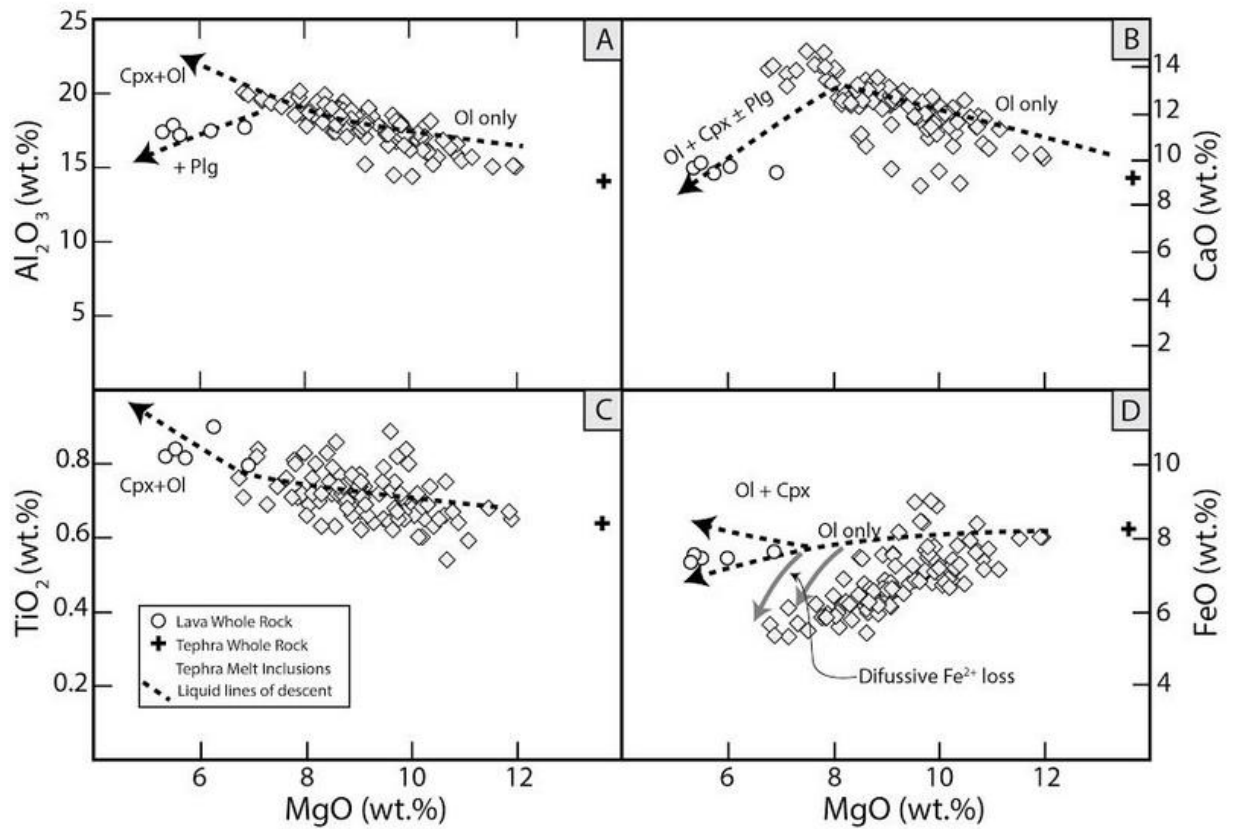 25
20
15
10
5
Al2O3 (wt.%)
A
Cpx+Ol
Ol only
+ Plg
B
Ol + Cpx ± Plg
Ol only
14
12
10
8
6
4
2
CaO (wt.%)
C
0.8
0.6
0.4
0.2
TiO2 (wt.%)
Cpx+Ol
Lava Whole Rock
Tephra Whole Rock
Tephra Melt Inclusions
Liquid lines of descent
6
8
10
12
MgO (wt.%)
D
Ol + Cpx
Ol only
Difussive Fe2+ loss
10
8
6
4
FeO (wt.%)
6
8
10
12
MgO (wt.%)